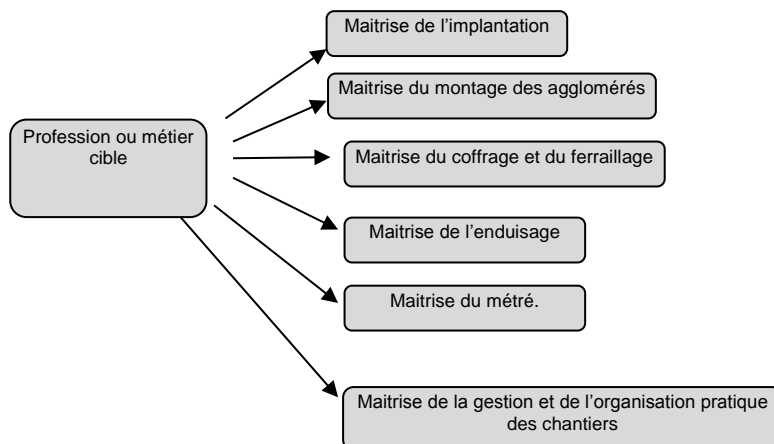 Maitrise de l’implantation
Maitrise du montage des agglomérés
Profession ou métier
cible
Maitrise du coffrage et du ferraillage
Maitrise de l’enduisage
Maitrise du métré.
Maitrise de la gestion et de l’organisation pratique
des chantiers